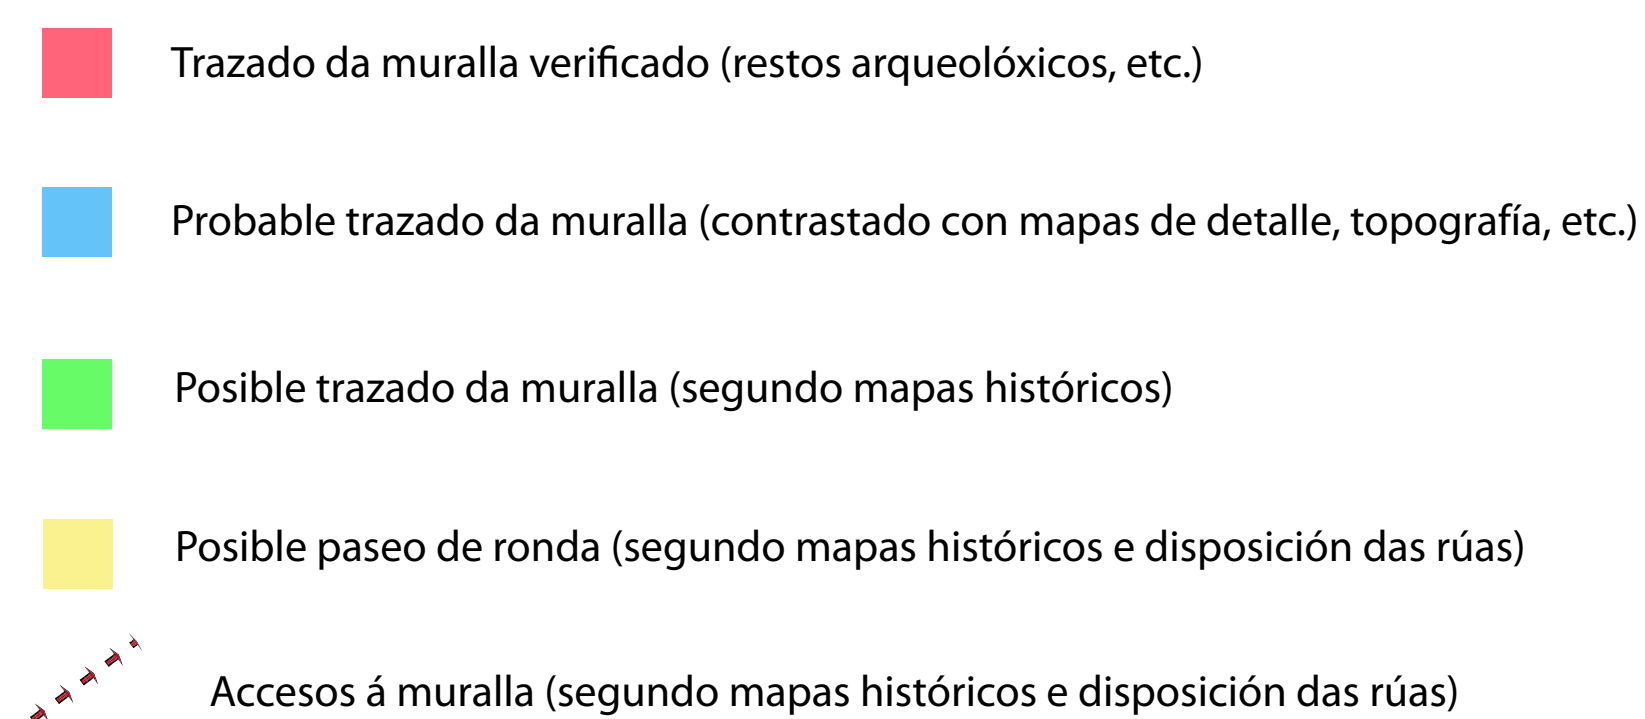 Trazado da muralla verificado (restos arqueolóxicos, etc.)
Probable trazado da muralla (contrastado con mapas de detalle, topografía, etc.)
Posible trazado da muralla (segundo mapas históricos)
Posible paseo de ronda (segundo mapas históricos e disposición das rúas)
Accesos á muralla (segundo mapas históricos e disposición das rúas)